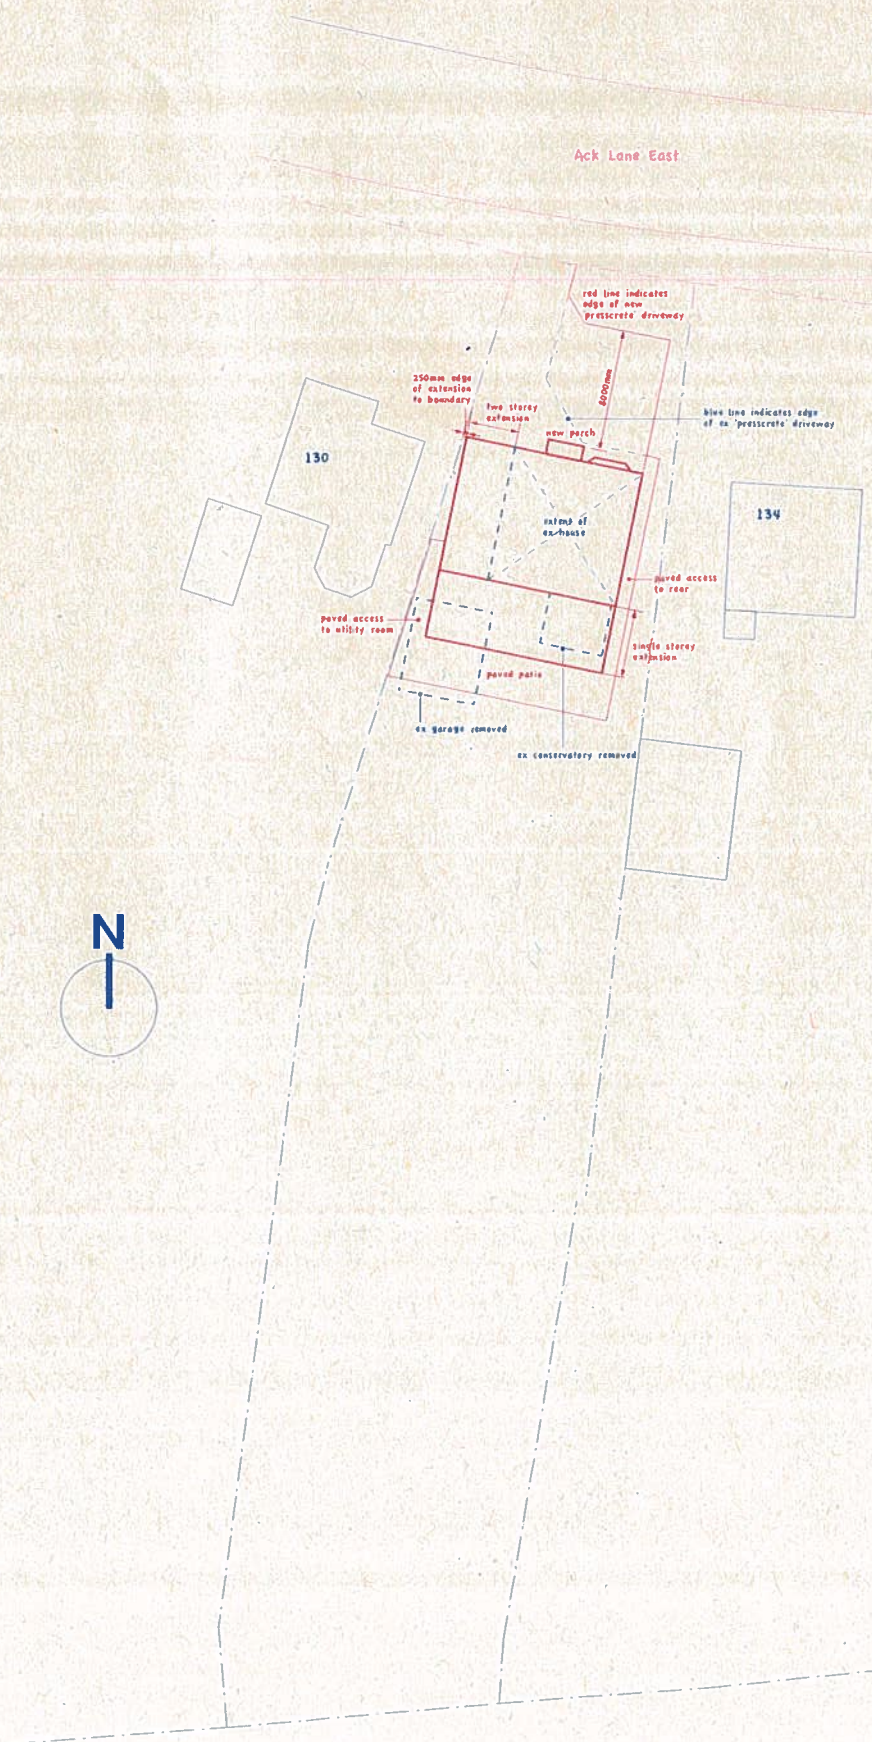 Ack Lane East
red line indicates
edge of new
'presscrete' driveway
250mm edge
of extension
to boundary
two storey
extension
8000mm
blue line indicates edge
of ex 'presscrete' driveway
new porch
130
134
extent of
ex house
paved access
to rear
paved access
to utility room
single storey
extension
paved patio
ex garage removed
ex conservatory removed
N